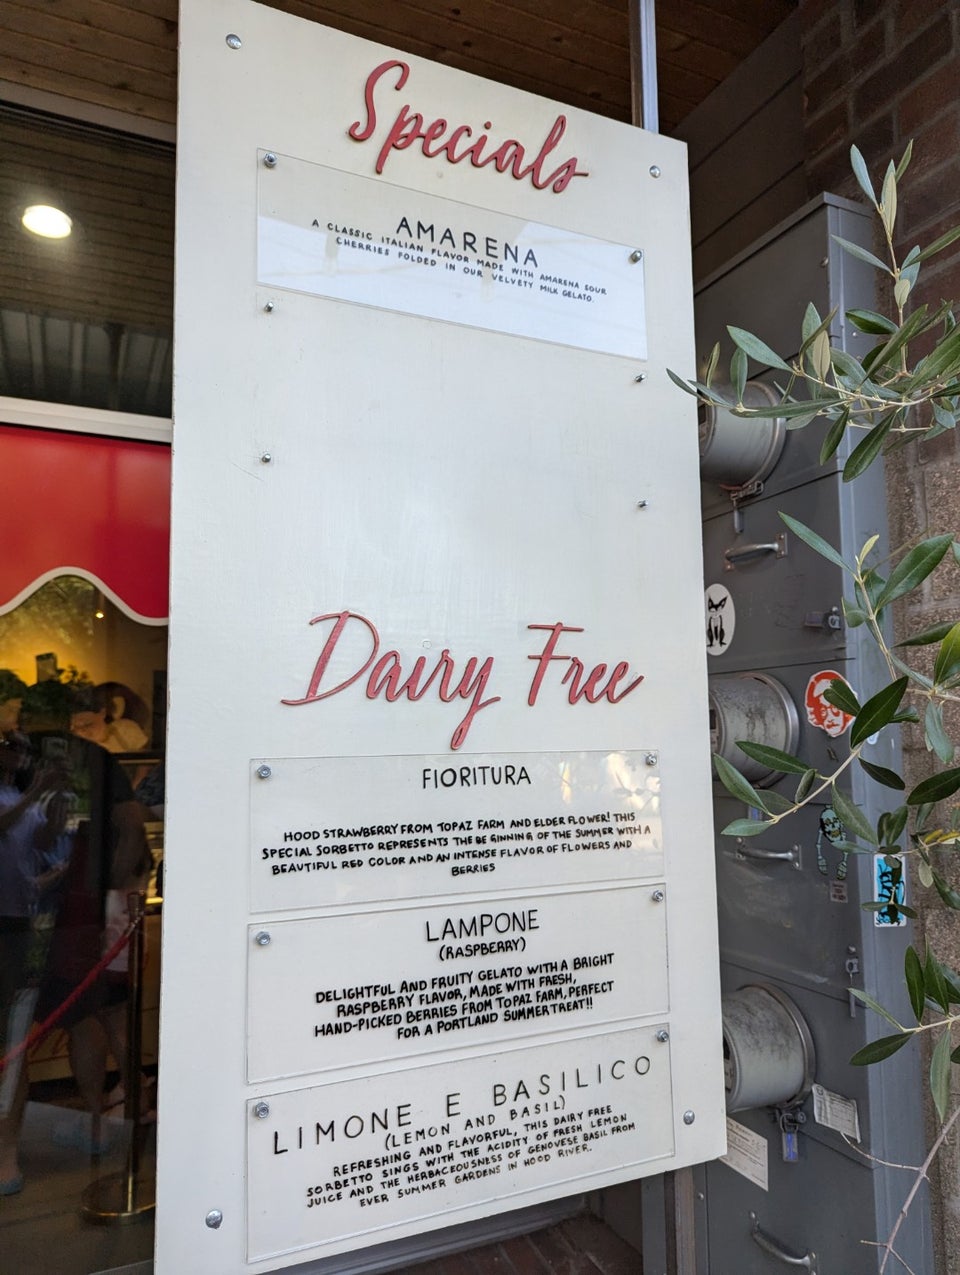 Specials
AMARENA
A CLASSIC ITALIAN FLAVOR MADE WITH AMARENA SOUR
CHERRIES FOLDED IN OUR VELVETY MILK GELATO.
Dairy Free
FIORITURA
HOOD STRAWBERRY FROM TOPAZ FARM AND ELDER FLOWER! THIS
SPECIAL SORBETTO REPRESENTS THE BE GINNING OF THE SUMMER WITH A
BEAUTIFUL RED COLOR AND AN INTENSE FLAVOR OF FLOWERS AND
BERRIES
LAMPONE
(RASPBERRY)
DELIGHTFUL AND FRUITY GELATO WITH A BRIGHT
RASPBERRY FLAVOR, MADE WITH FRESH,
HAND-PICKED BERRIES FROM TOPAZ FARM, PERFECT
FOR A PORTLAND SUMMER TREAT!!
LIMONE E BASILICO
(LEMON AND BASIL)
REFRESHING AND FLAVORFUL, THIS DAIRY FREE
SORBETTO SINGS WITH THE ACIDITY OF FRESH LEMON
JUICE AND THE HERBACEOUSNESS OF GENOVESE BASIL FROM
EVER SUMMER GARDENS IN HOOD RIVER.